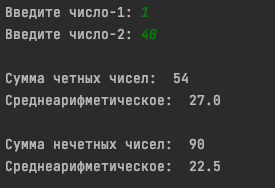 Введите число-1: 1
Введите число-2: 40
Сумма четных чисел:  54
Среднеарифметическое:  27.0
Сумма нечетных чисел:  90
Среднеарифметическое:  22.5